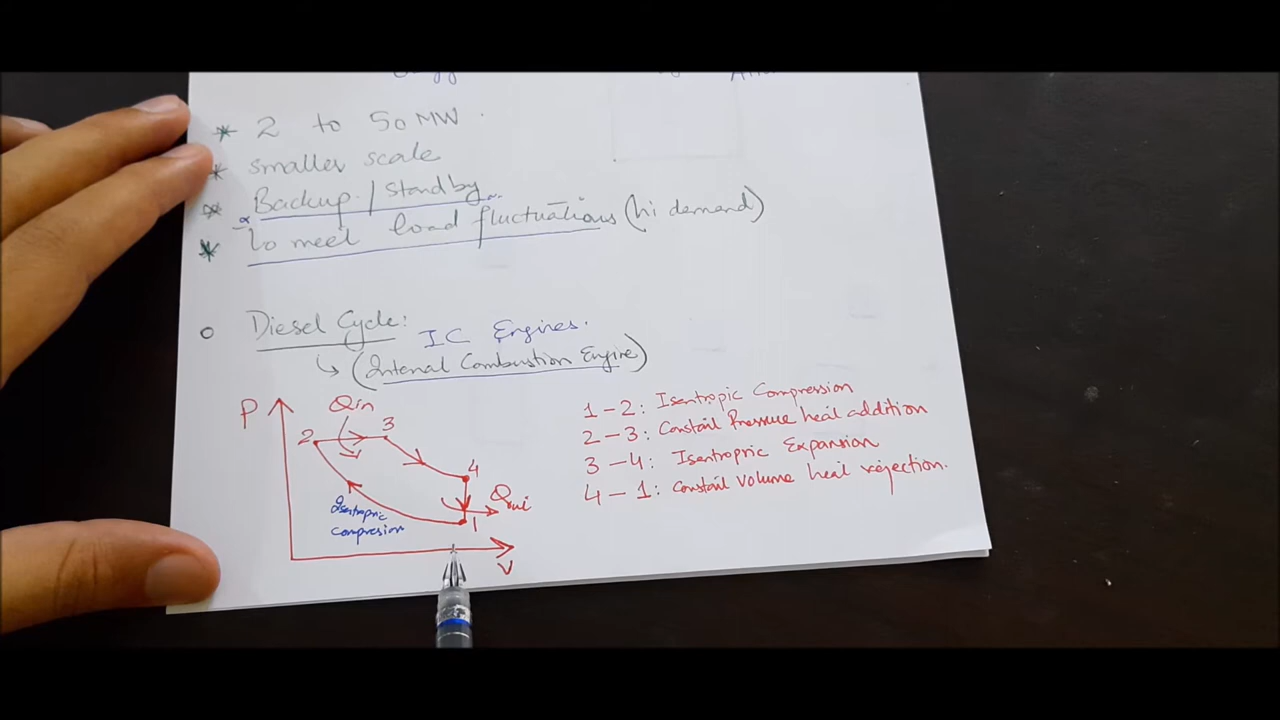 * 2 to 50 MW.
* smaller scale
* Backup / Standby
* To meet load fluctuations (hi demand)
o Diesel Cycle: IC Engines.
(Internal Combustion Engine)
P
Qin
2
3
4
Qout
1
Isentropic
compresion
V
1-2: Isentropic Compression
2-3: Constant Pressure heat addition
3-4: Isentropric Expansion
4-1: Constant Volume heat rejection.